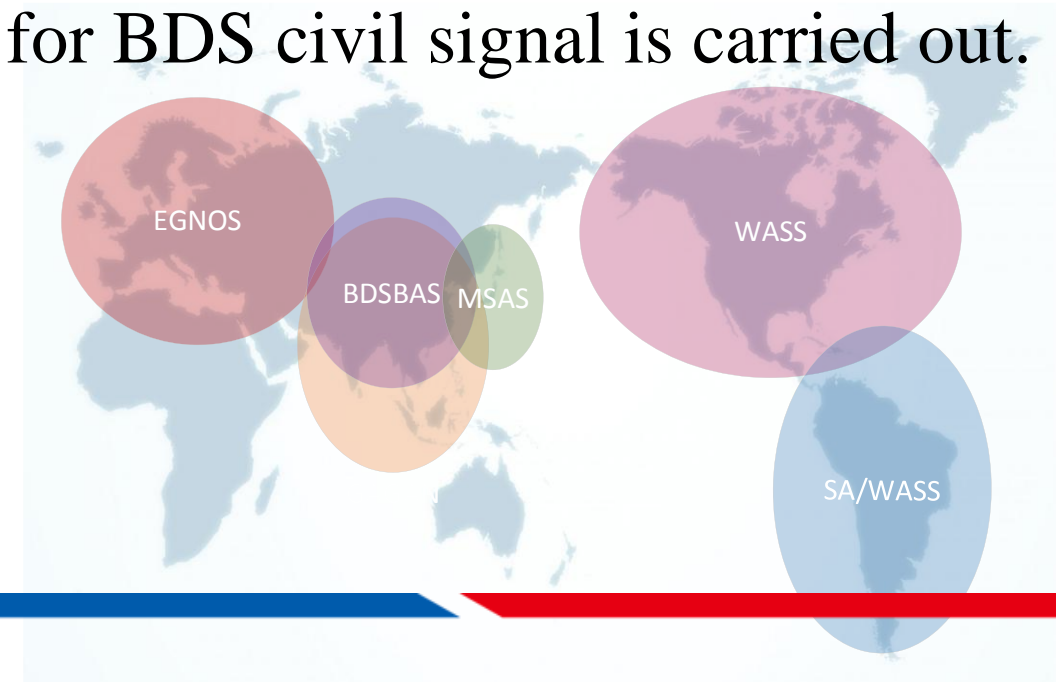 for BDS civil signal is carried out.
EGNOS
WASS
BDSBAS
MSAS
SA/WASS